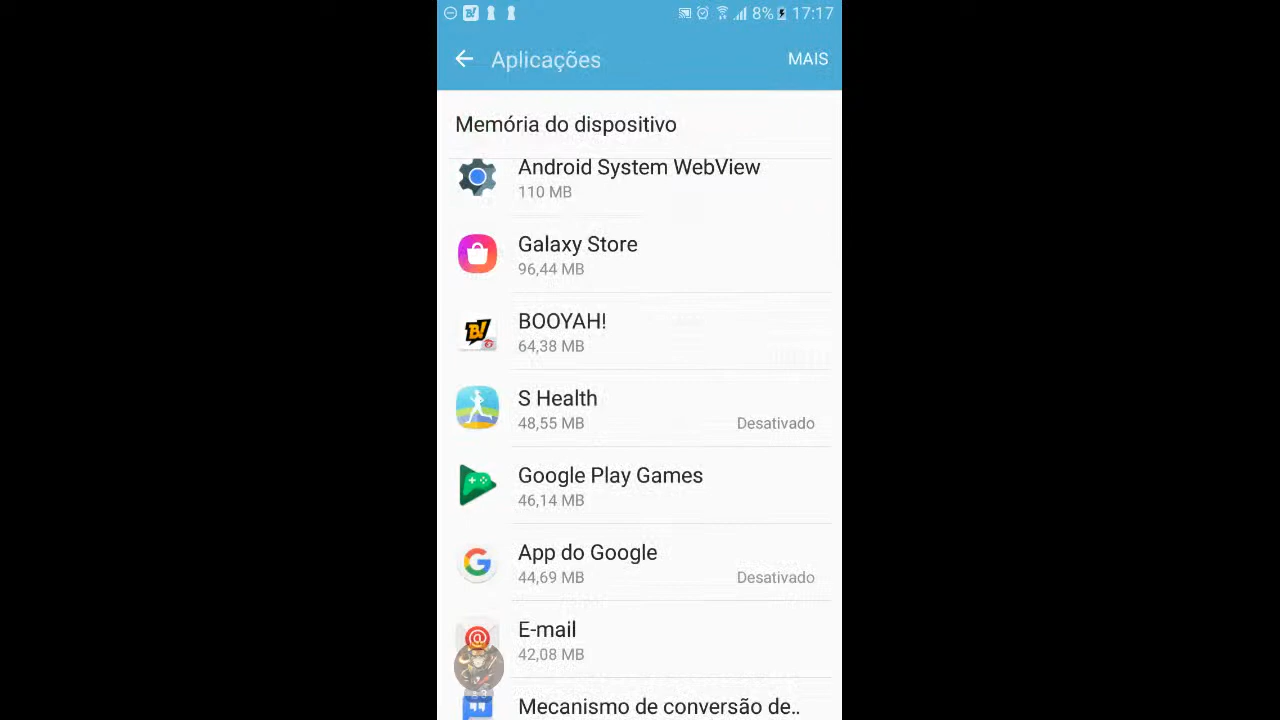 8% 17:17
Aplicações MAIS
Memória do dispositivo
Android System WebView
110 MB
Galaxy Store
96,44 MB
BOOYAH!
64,38 MB
S Health
48,55 MB Desativado
Google Play Games
46,14 MB
App do Google
44,69 MB Desativado
E-mail
42,08 MB
Mecanismo de conversão de..